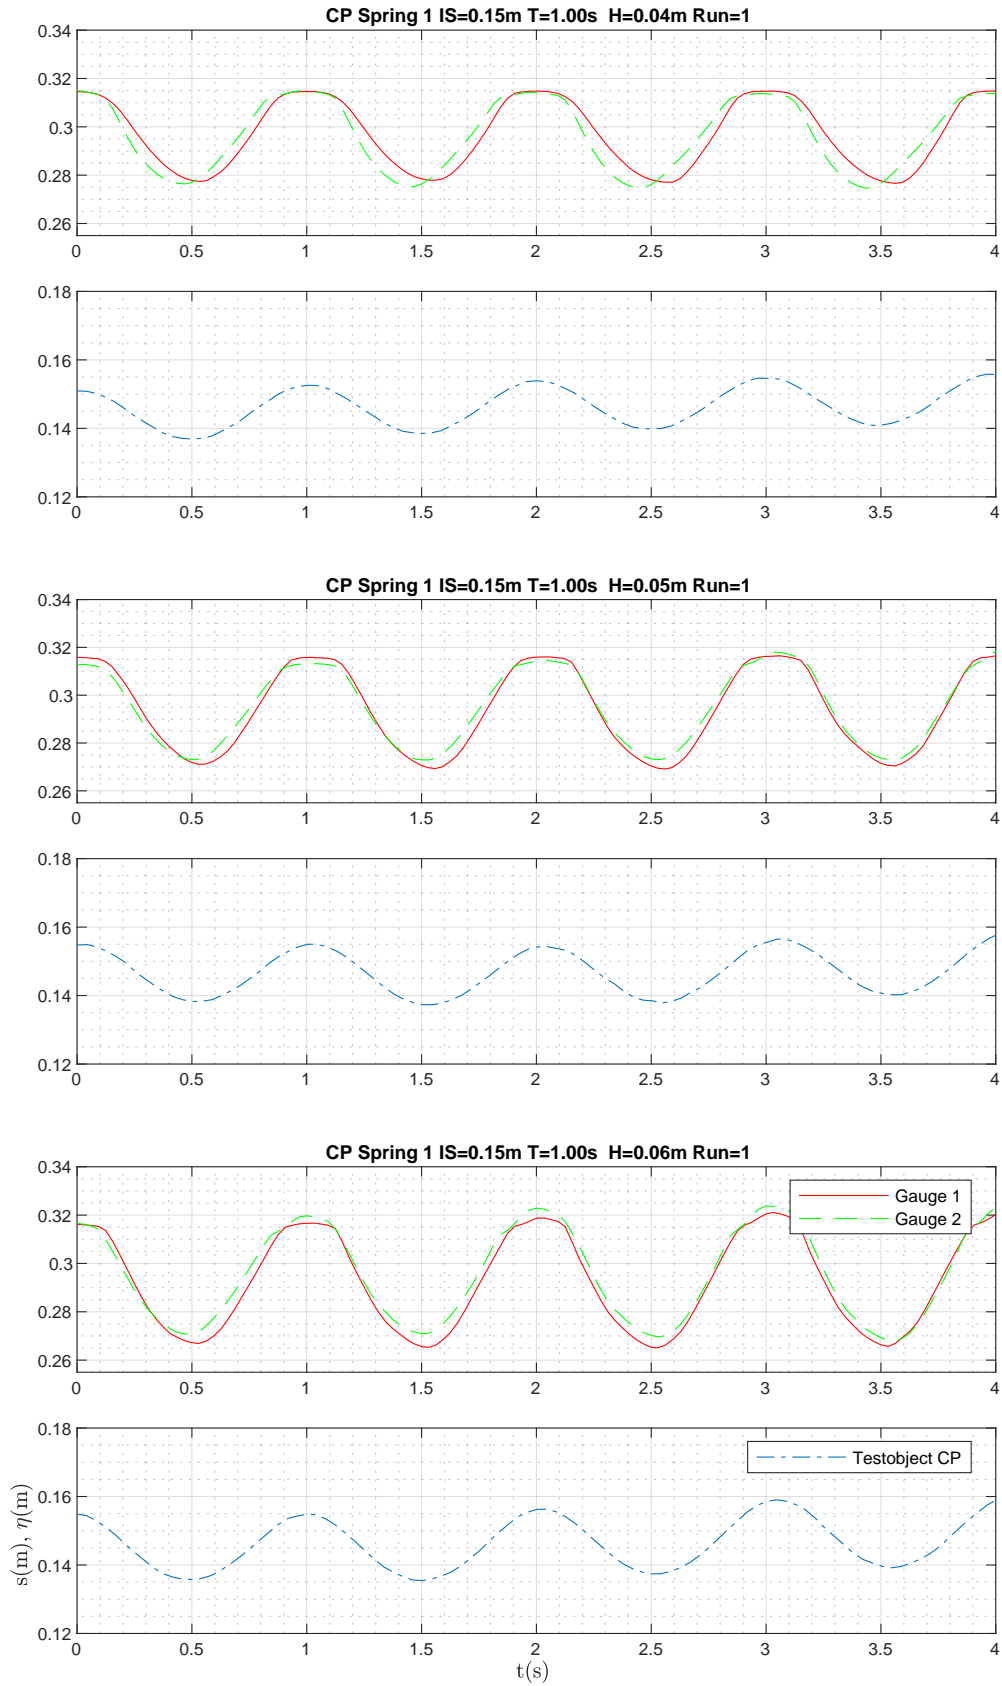 CP Spring 1 IS=0.15m T=1.00s  H=0.04m Run=1
0.34
0.32
0.3
0.28
0.26
0 0.5 1 1.5 2 2.5 3 3.5 4
0.18
0.16
0.14
0.12
0 0.5 1 1.5 2 2.5 3 3.5 4
CP Spring 1 IS=0.15m T=1.00s  H=0.05m Run=1
0.34
0.32
0.3
0.28
0.26
0 0.5 1 1.5 2 2.5 3 3.5 4
0.18
0.16
0.14
0.12
0 0.5 1 1.5 2 2.5 3 3.5 4
CP Spring 1 IS=0.15m T=1.00s  H=0.06m Run=1
0.34
Gauge 1
0.32
Gauge 2
0.3
0.28
0.26
0 0.5 1 1.5 2 2.5 3 3.5 4
0.18
Testobject CP
0.16
0.14
0.12
s(m), η(m)
0 0.5 1 1.5 2 2.5 3 3.5 4
t(s)